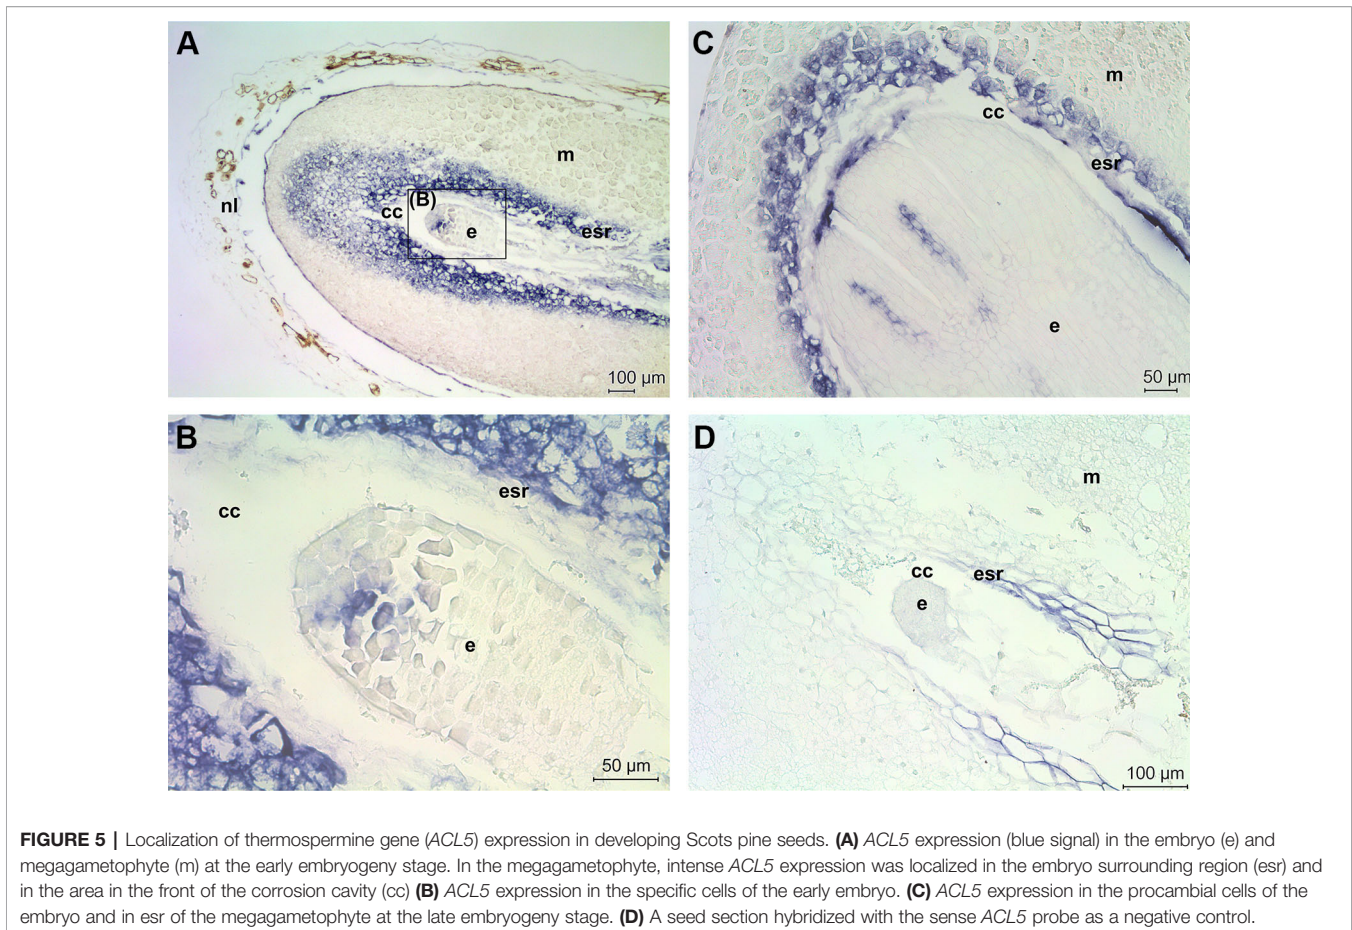 A
m
nl
cc
(B)
e
esr
100 µm
C
m
cc
esr
e
50 µm
B
esr
cc
e
50 µm
D
m
cc
esr
e
100 µm
FIGURE 5 | Localization of thermospermine gene (ACL5) expression in developing Scots pine seeds. (A) ACL5 expression (blue signal) in the embryo (e) and
megagametophyte (m) at the early embryogeny stage. In the megagametophyte, intense ACL5 expression was localized in the embryo surrounding region (esr) and
in the area in the front of the corrosion cavity (cc) (B) ACL5 expression in the specific cells of the early embryo. (C) ACL5 expression in the procambial cells of the
embryo and in esr of the megagametophyte at the late embryogeny stage. (D) A seed section hybridized with the sense ACL5 probe as a negative control.